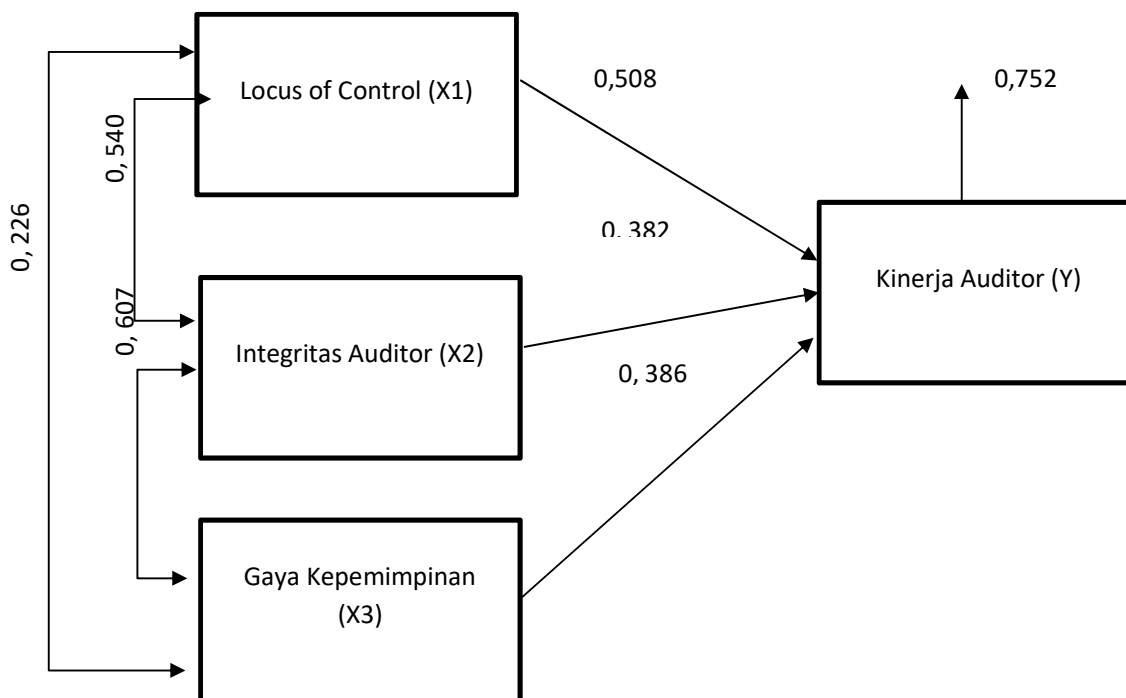 Locus of Control (X1)
0,508
0,752
0, 540
0, 226
0, 382
Kinerja Auditor (Y)
0, 607
Integritas Auditor (X2)
0, 386
Gaya Kepemimpinan
(X3)